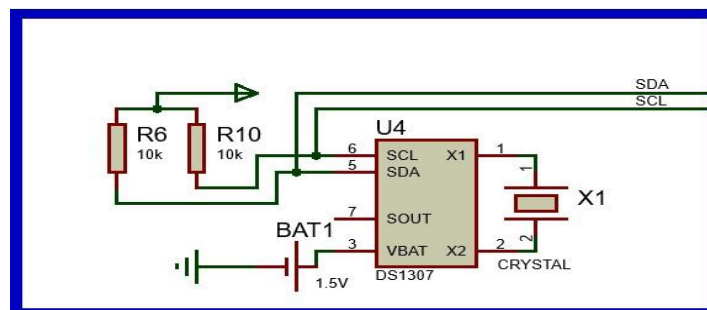 SDA
SCL
R6
10k
R10
10k
U4
6
SCL
X1
1
5
SDA
1
X1
7
SOUT
BAT1
3
VBAT
X2
2
2
1.5V
DS1307
CRYSTAL